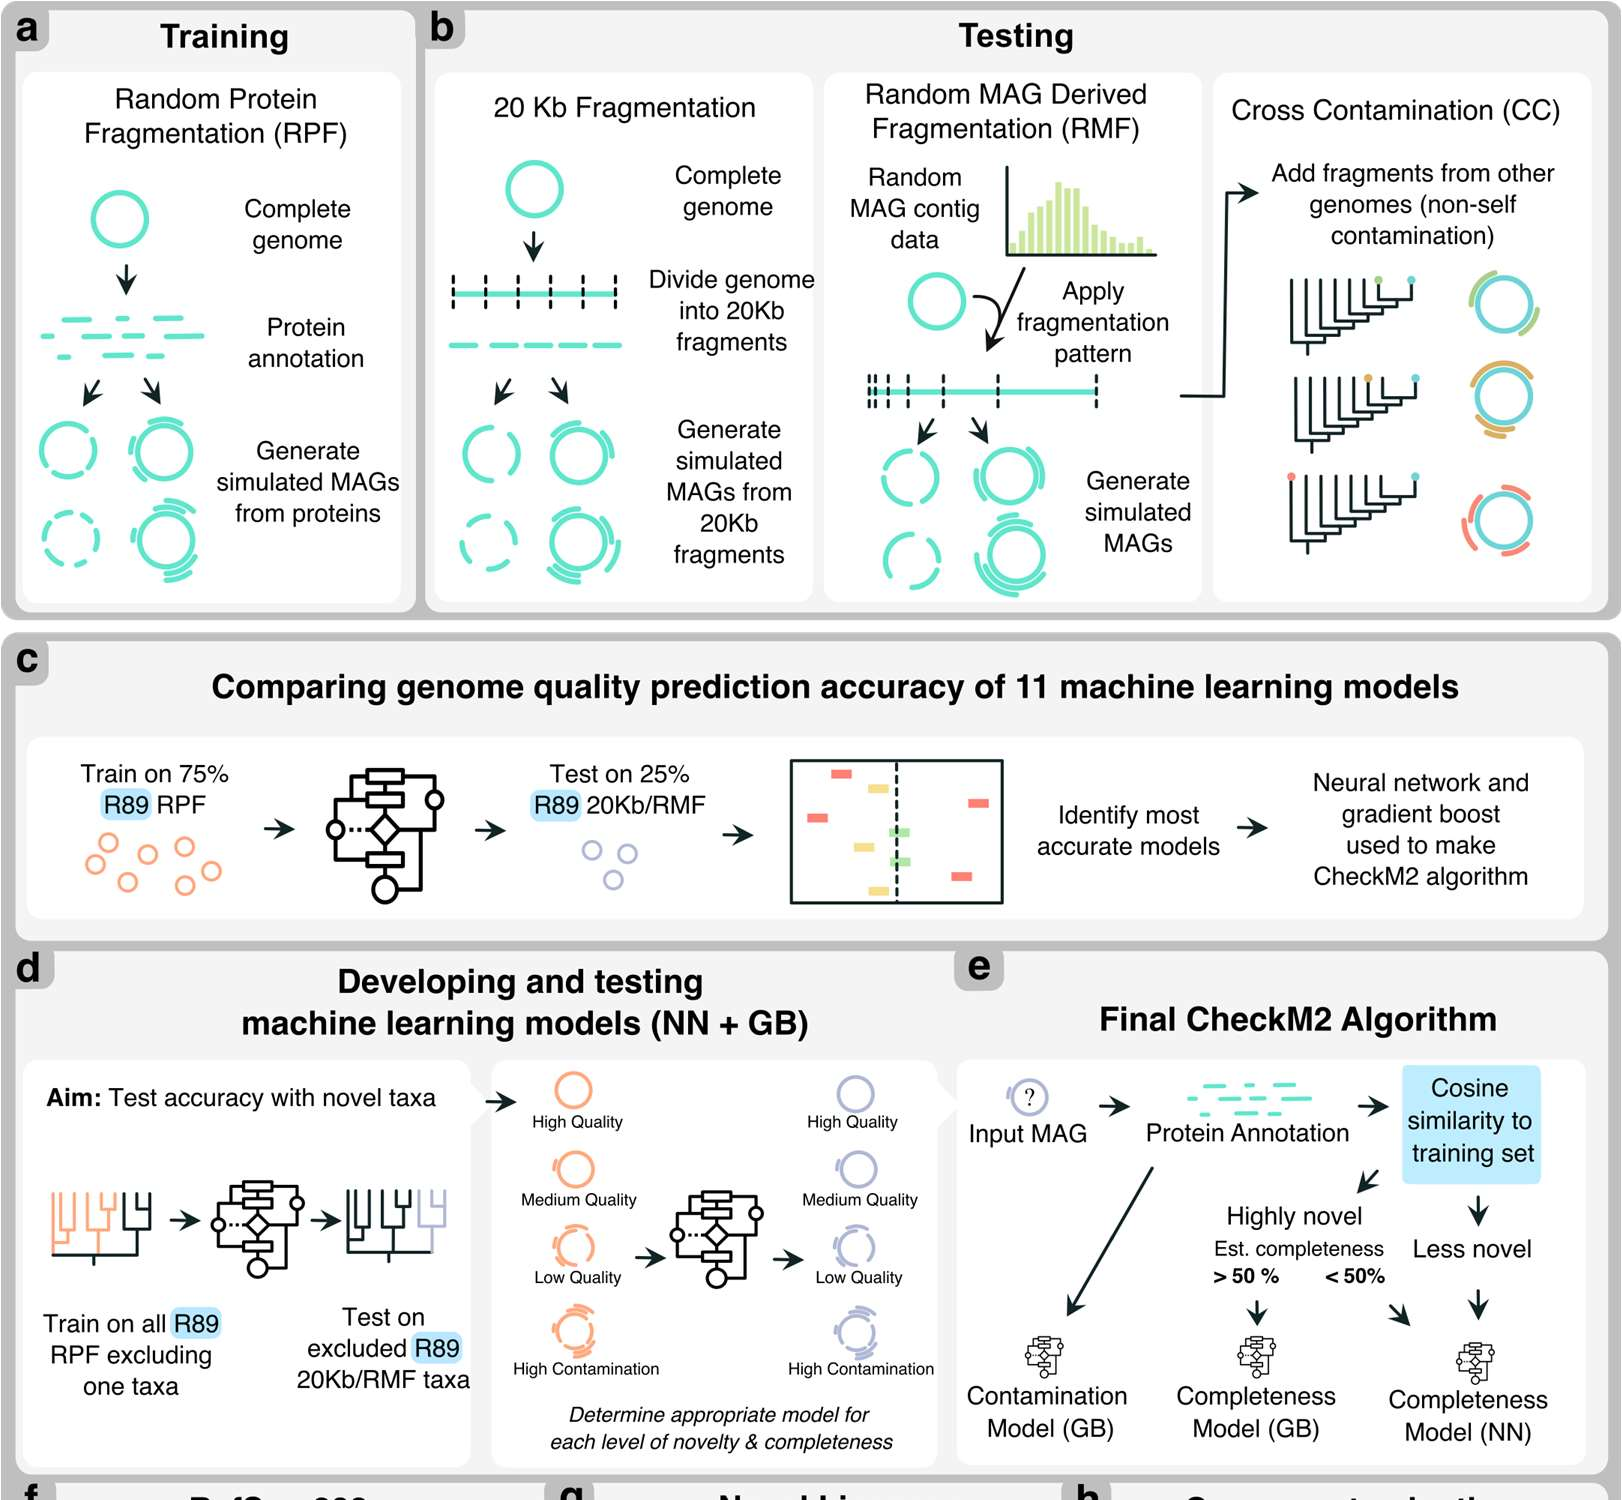 a
Training
Random Protein
Fragmentation (RPF)
Complete
genome
Protein
annotation
Generate
simulated MAGs
from proteins
b
Testing
20 Kb Fragmentation
Complete
genome
Divide genome
into 20Kb
fragments
Generate
simulated
MAGs from
20Kb
fragments
Random MAG Derived
Fragmentation (RMF)
Random
MAG contig
data
Apply
fragmentation
pattern
Generate
simulated
MAGs
Cross Contamination (CC)
Add fragments from other
genomes (non-self
contamination)
c
Comparing genome quality prediction accuracy of 11 machine learning models
Train on 75%
R89 RPF
Test on 25%
R89 20Kb/RMF
Identify most
accurate models
Neural network and
gradient boost
used to make
CheckM2 algorithm
d
Developing and testing
machine learning models (NN + GB)
Aim: Test accuracy with novel taxa
Train on all R89
RPF excluding
one taxa
Test on
excluded R89
20Kb/RMF taxa
High Quality
Medium Quality
Low Quality
High Contamination
High Quality
Medium Quality
Low Quality
High Contamination
Determine appropriate model for
each level of novelty & completeness
e
Final CheckM2 Algorithm
?
Input MAG
Protein Annotation
Cosine
similarity to
training set
Highly novel
Est. completeness
> 50 % < 50%
Less novel
Contamination
Model (GB)
Completeness
Model (GB)
Completeness
Model (NN)
f
g
h